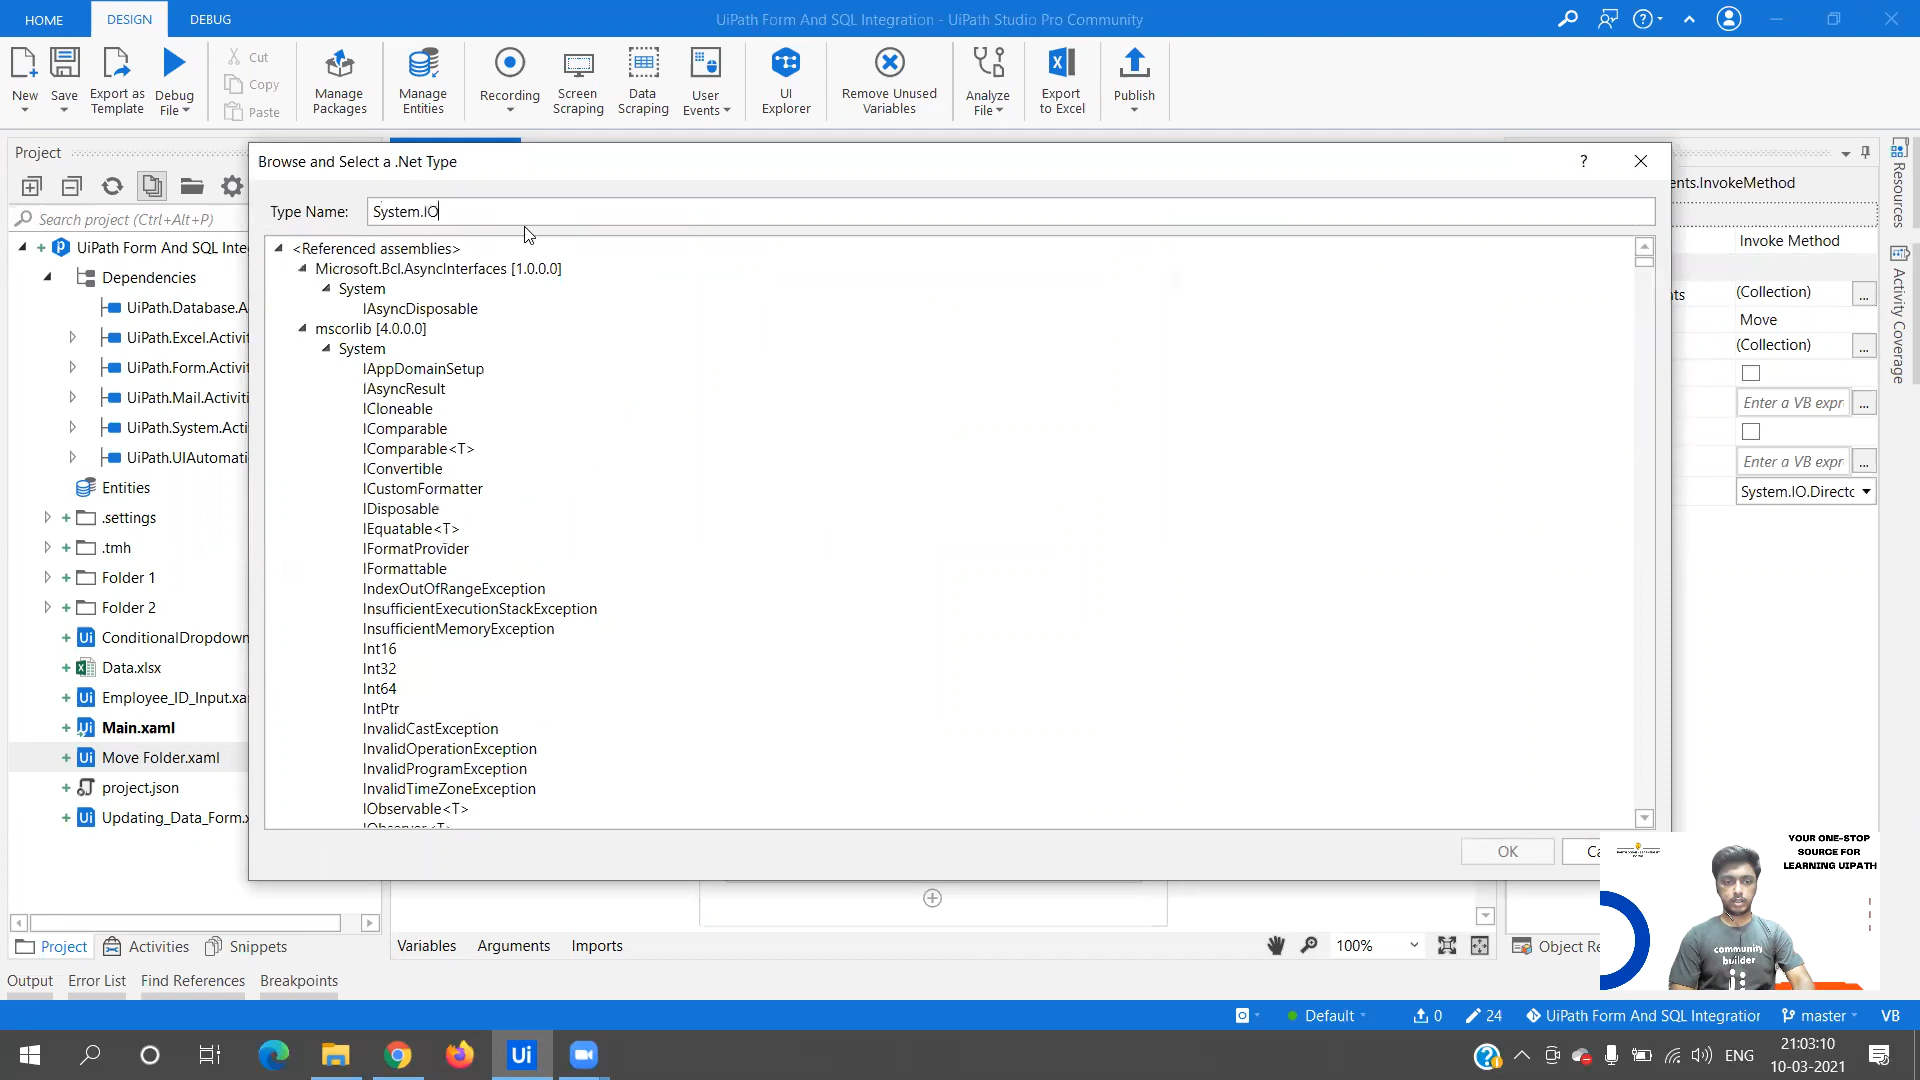 HOME
DESIGN
DEBUG
UiPath Form And SQL Integration - UiPath Studio Pro Community
New
Save
Export as
Template
Debug
File
Cut
Copy
Paste
Manage
Packages
Manage
Entities
Recording
Screen
Scraping
Data
Scraping
User
Events
UI
Explorer
Remove Unused
Variables
Analyze
File
Export
to Excel
Publish
Project
Search project (Ctrl+Alt+P)
UiPath Form And SQL Inte
Dependencies
UiPath.Database.A
UiPath.Excel.Activit
UiPath.Form.Activit
UiPath.Mail.Activiti
UiPath.System.Acti
UiPath.UIAutomati
Entities
.settings
.tmh
Folder 1
Folder 2
ConditionalDropdown
Data.xlsx
Employee_ID_Input.xa
Main.xaml
Move Folder.xaml
project.json
Updating_Data_Form.x
Browse and Select a .Net Type
?
Type Name:
System.IO
<Referenced assemblies>
Microsoft.Bcl.AsyncInterfaces [1.0.0.0]
System
IAsyncDisposable
mscorlib [4.0.0.0]
System
IAppDomainSetup
IAsyncResult
ICloneable
IComparable
IComparable<T>
IConvertible
ICustomFormatter
IDisposable
IEquatable<T>
IFormatProvider
IFormattable
IndexOutOfRangeException
InsufficientExecutionStackException
InsufficientMemoryException
Int16
Int32
Int64
IntPtr
InvalidCastException
InvalidOperationException
InvalidProgramException
InvalidTimeZoneException
IObservable<T>
IObserver<T>
OK
Ca
ents.InvokeMethod
Invoke Method
ts
(Collection)
...
Move
(Collection)
...
Enter a VB expr
...
Enter a VB expr
...
System.IO.Directc
Resources
Activity Coverage
YOUR ONE-STOP
SOURCE FOR
LEARNING UIPATH
community
builder
Project
Activities
Snippets
Variables
Arguments
Imports
100%
Object Re
Output
Error List
Find References
Breakpoints
Default
0
24
UiPath Form And SQL Integration
master
VB
Ui
ENG
21:03:10
10-03-2021